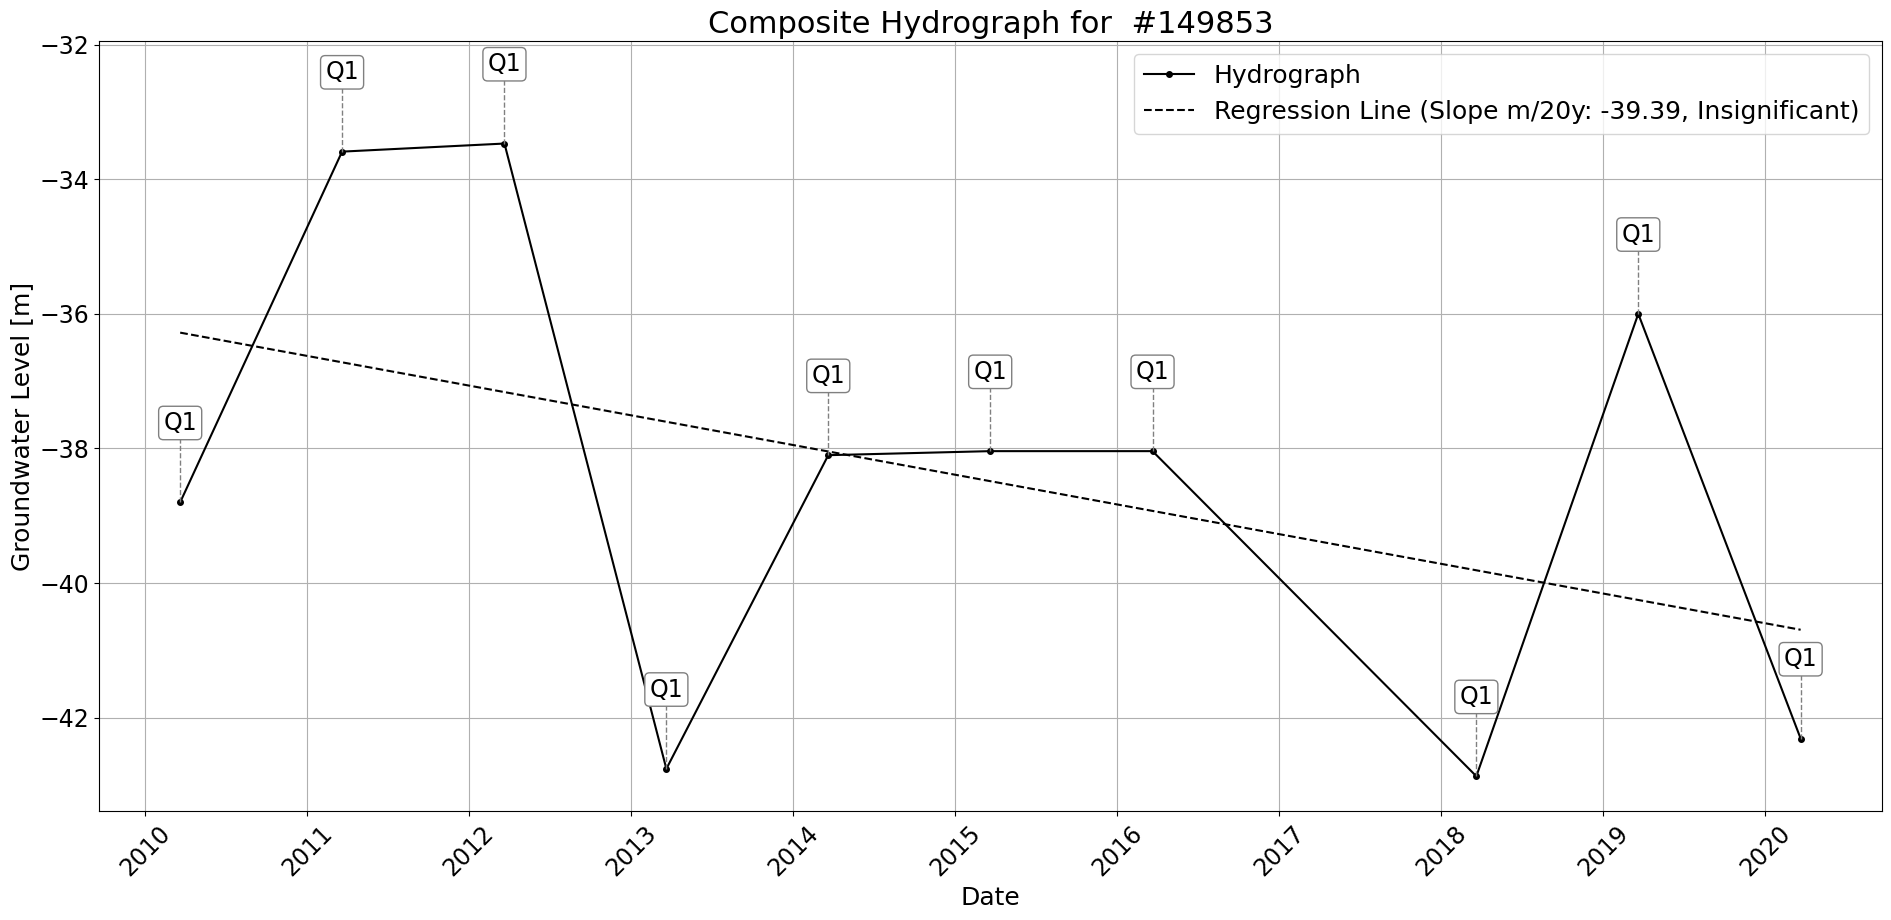 Composite Hydrograph for  #149853
Hydrograph
Regression Line (Slope m/20y: -39.39, Insignificant)
Groundwater Level [m]
−32
−34
−36
−38
−40
−42
Q1
Q1
Q1
Q1
Q1
Q1
Q1
Q1
Q1
Q1
2010
2011
2012
2013
2014
2015
2016
2017
2018
2019
2020
Date